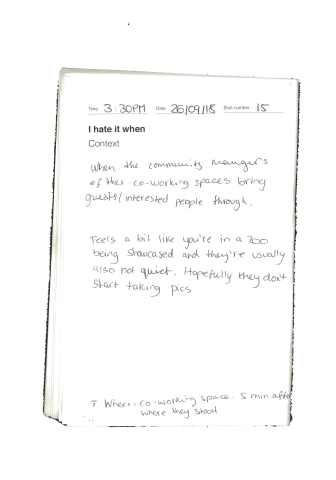 Time 3:30PM Date 26/09/18 Shot number 15
I hate it when
Context
When the community manager's
of the co-working spaces bring
guests/interested people through.
Feels a bit like you're in a zoo
being showcased and they're usually
also not quiet. Hopefully they don't
start taking pics
Where: co-working space. 5 min after
where they stood